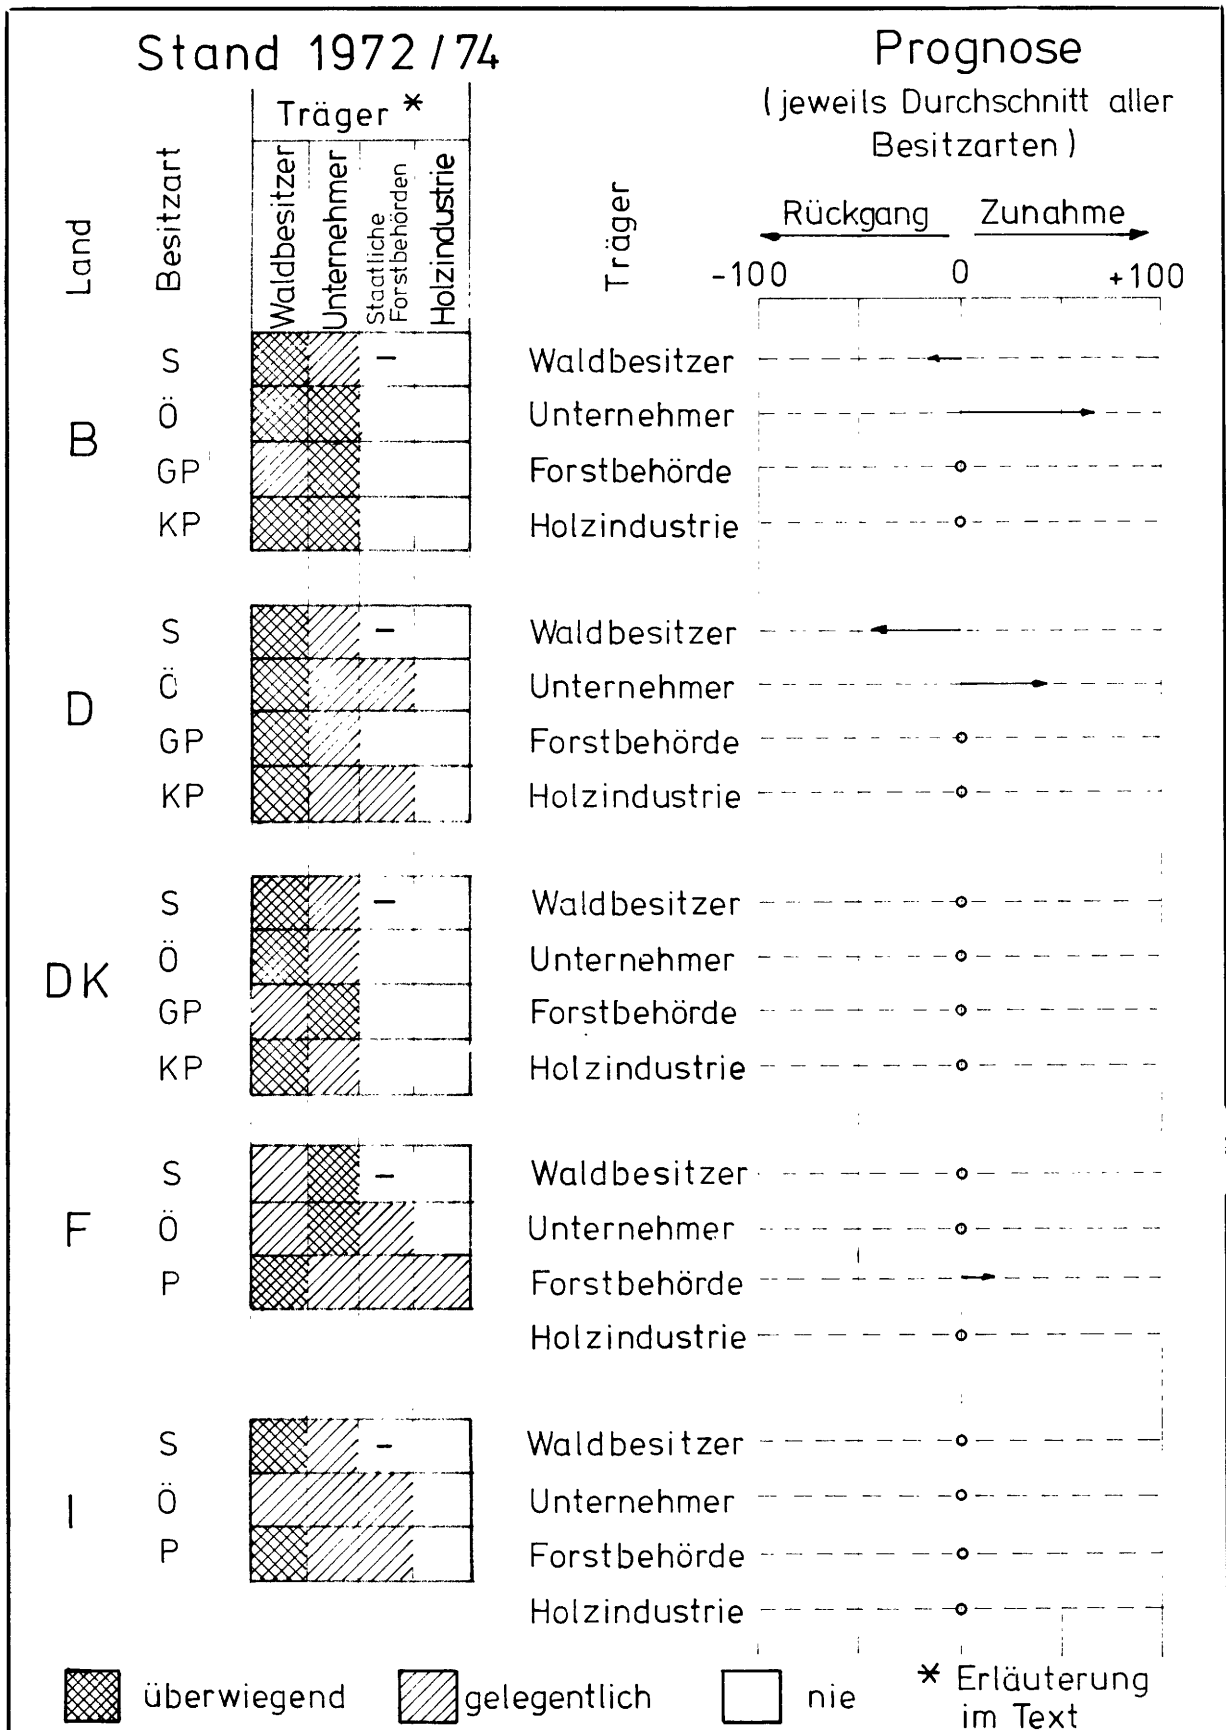 Stand 1972/74
Prognose
(jeweils Durchschnitt aller
Besitzarten)
Träger *
Land
Besitzart
Waldbesitzer
Unternehmer
Staatliche
Forstbehörden
Holzindustrie
Träger
Rückgang
Zunahme
-100 0 +100
B
S –
Ö
GP
KP
Waldbesitzer
Unternehmer
Forstbehörde
Holzindustrie
D
S –
Ö
GP
KP
Waldbesitzer
Unternehmer
Forstbehörde
Holzindustrie
DK
S –
Ö
GP
KP
Waldbesitzer
Unternehmer
Forstbehörde
Holzindustrie
F
S –
Ö
P
Waldbesitzer
Unternehmer
Forstbehörde
Holzindustrie
I
S –
Ö
P
Waldbesitzer
Unternehmer
Forstbehörde
Holzindustrie
überwiegend
gelegentlich
nie
* Erläuterung
im Text